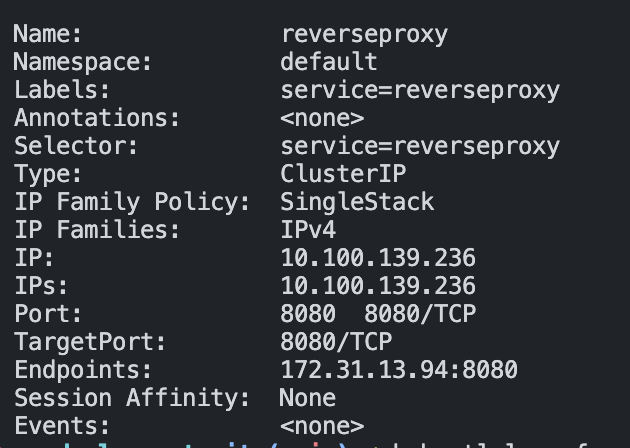 Name: reverseproxy
Namespace: default
Labels: service=reverseproxy
Annotations: <none>
Selector: service=reverseproxy
Type: ClusterIP
IP Family Policy: SingleStack
IP Families: IPv4
IP: 10.100.139.236
IPs: 10.100.139.236
Port: 8080 8080/TCP
TargetPort: 8080/TCP
Endpoints: 172.31.13.94:8080
Session Affinity: None
Events: <none>